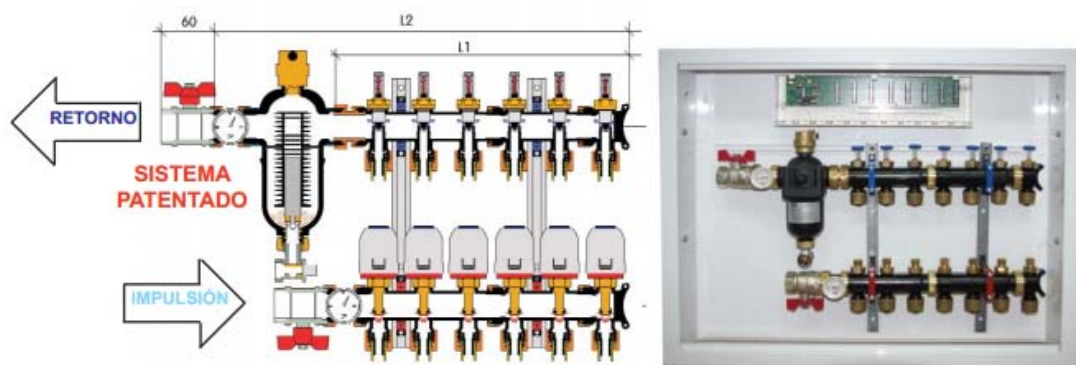 60
L2
L1
RETORNO
SISTEMA
PATENTADO
IMPULSIÓN